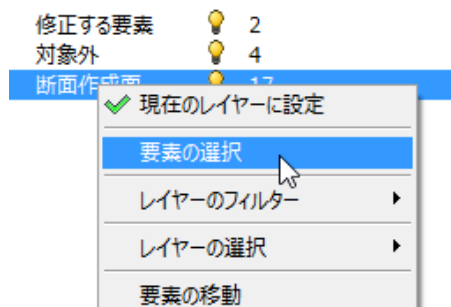 修正する要素 2
対象外 4
断面作成面 17
現在のレイヤーに設定
要素の選択
レイヤーのフィルター
レイヤーの選択
要素の移動